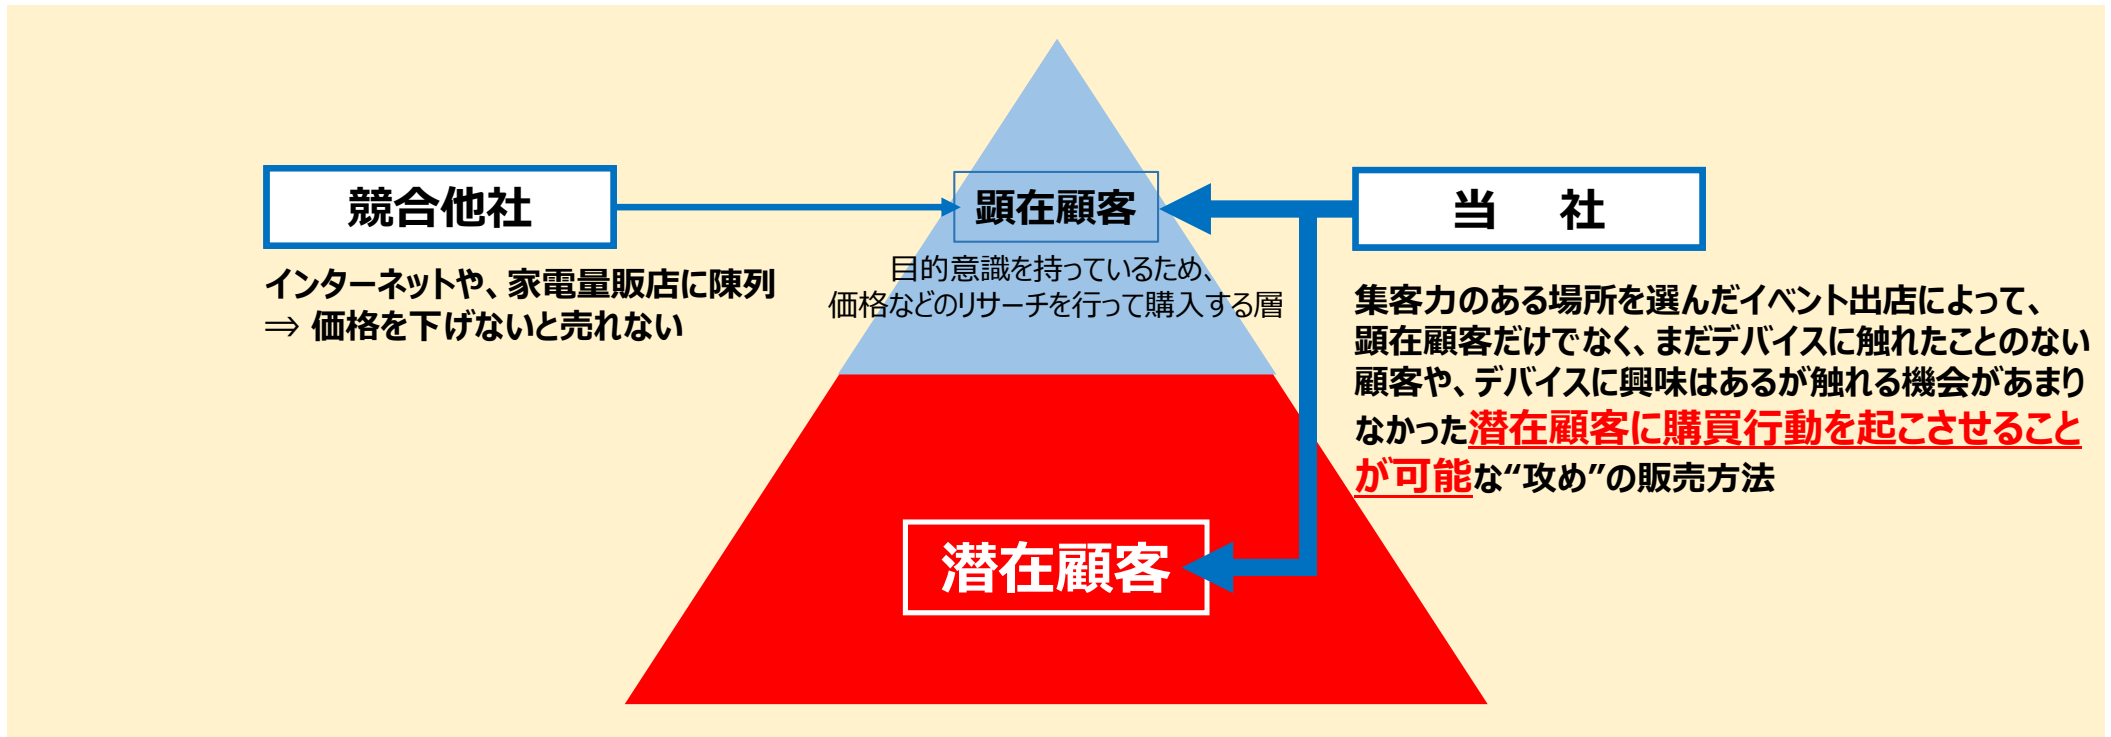 競合他社
インターネットや、家電量販店に陳列
⇒ 価格を下げないと売れない
顕在顧客
目的意識を持っているため、
価格などのリサーチを行って購入する層
潜在顧客
当 社
集客力のある場所を選んだイベント出店によって、
顕在顧客だけでなく、まだデバイスに触れたことのない
顧客や、デバイスに興味はあるが触れる機会があまり
なかった潜在顧客に購買行動を起こさせること
が可能な“攻め”の販売方法